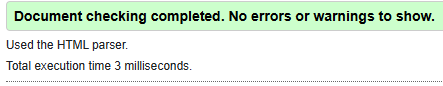 Document checking completed. No errors or warnings to show.
Used the HTML parser.
Total execution time 3 milliseconds.